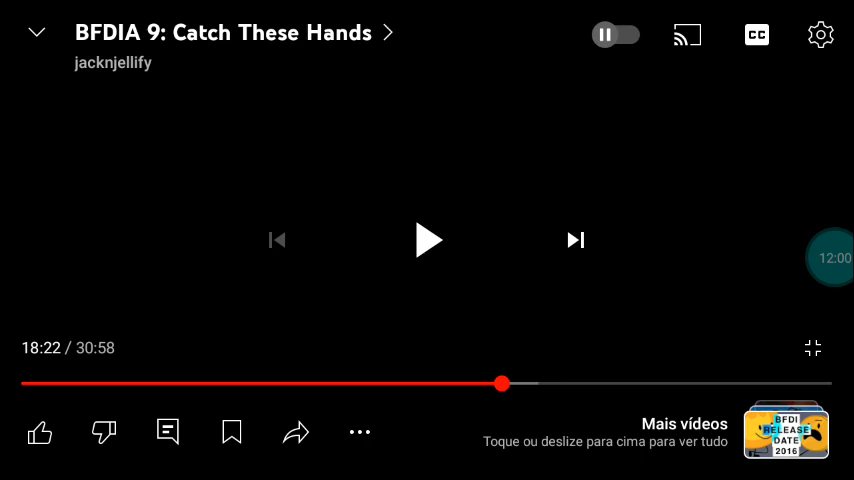 BFDIA 9: Catch These Hands
jacknjellify
CC
12:00
18:22 / 30:58
Mais vídeos
Toque ou deslize para cima para ver tudo
BFDI
RELEASE
DATE
2016